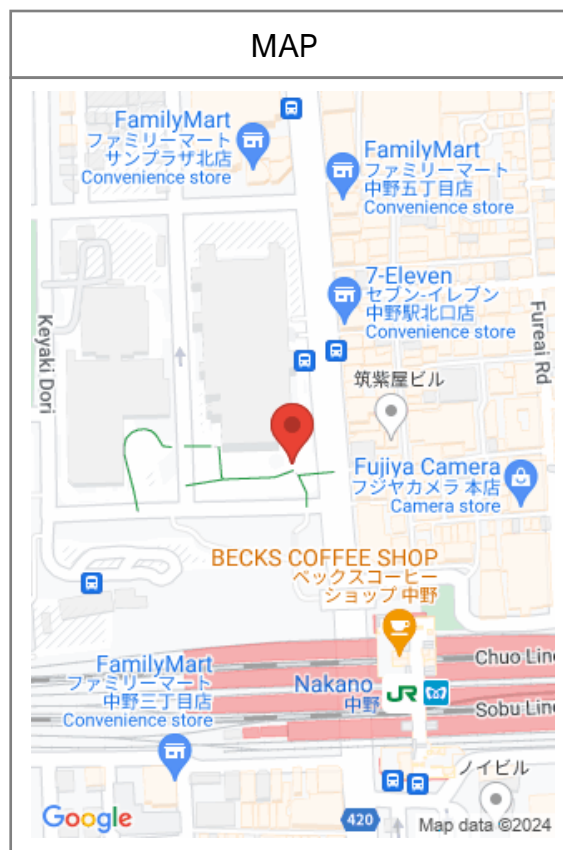 MAP
FamilyMart
ファミリーマート
サンプラザ北店
Convenience store
FamilyMart
ファミリーマート
中野五丁目店
Convenience store
7-Eleven
セブン-イレブン
中野駅北口店
Convenience store
Keyaki Dori
Fureai Rd
筑紫屋ビル
Fujiya Camera
フジヤカメラ 本店
Camera store
BECKS COFFEE SHOP
ベックスコーヒー
ショップ 中野
Chuo Line
FamilyMart
ファミリーマート
中野三丁目店
Convenience store
Nakano
中野
JR
Sobu Line
ノイビル
Google
420
Map data ©2024